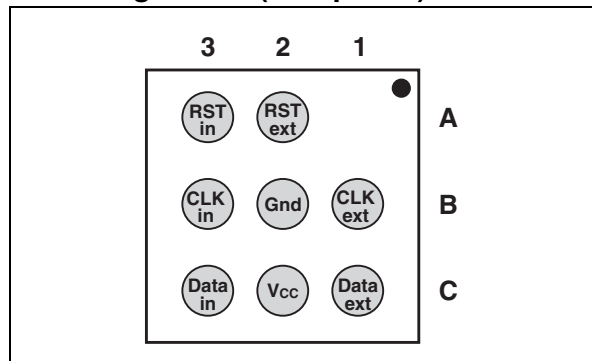 3 2 1
RST in RST ext A
CLK in Gnd CLK ext B
Data in Vcc Data ext C